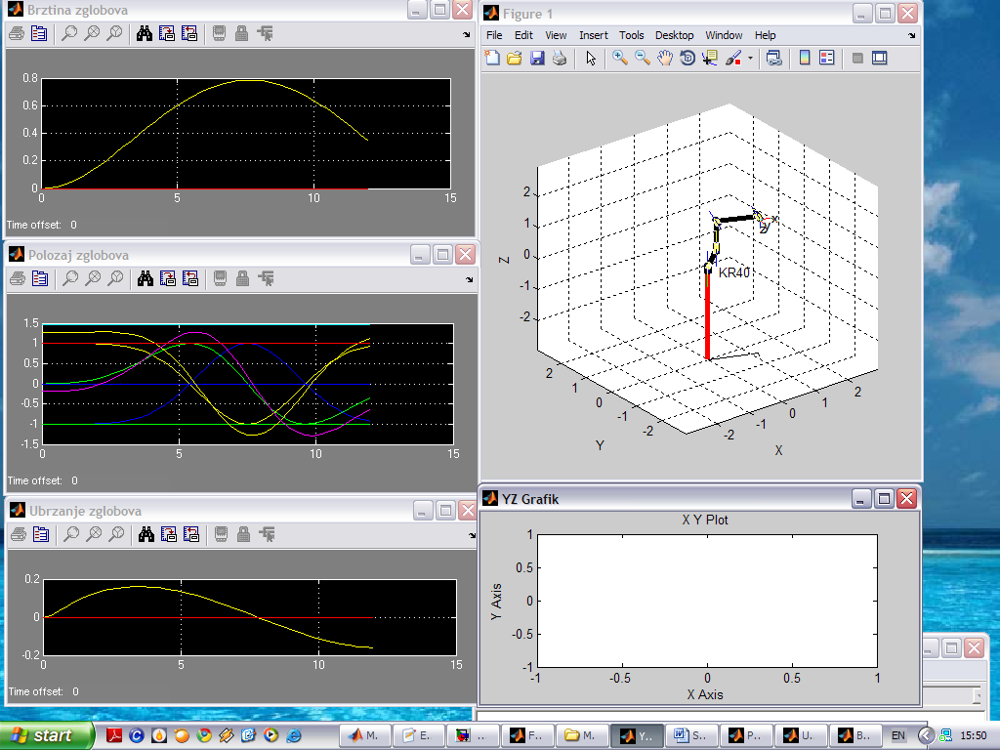 Brztina zglobova
0.8
0.6
0.4
0.2
0
0 5 10 15
Time offset: 0
Polozaj zglobova
1.5
1
0.5
0
-0.5
-1
-1.5
0 5 10 15
Time offset: 0
Ubrzanje zglobova
0.2
0
-0.2
0 5 10 15
Time offset: 0
Figure 1
File Edit View Insert Tools Desktop Window Help
2
1
0
-1
-2
Z
x
y
z
KR40
2
1
0
-1
-2
Y
-2
-1
0
1
2
X
YZ Grafik
X Y Plot
1
0.5
0
-0.5
-1
Y Axis
-1 -0.5 0 0.5 1
X Axis
start
M. E. .. F.. M. Y.. S.. P.. U. B..
EN
15:50